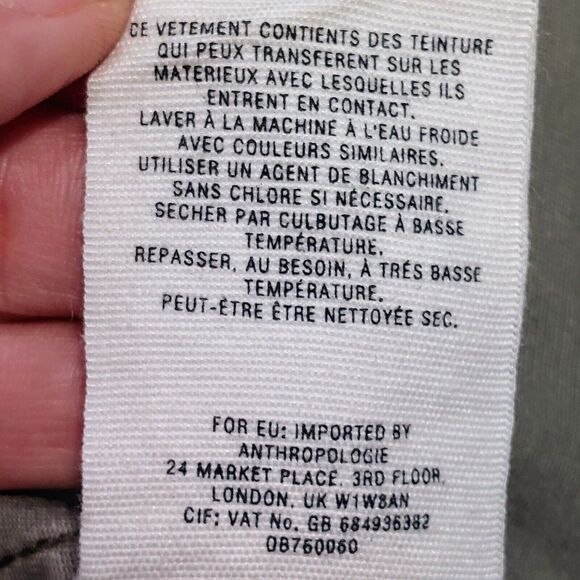 CE VETEMENT CONTIENTS DES TEINTURE
QUI PEUX TRANSFERENT SUR LES
MATERIEUX AVEC LESQUELLES ILS
ENTRENT EN CONTACT.
LAVER À LA MACHINE À L'EAU FROIDE
AVEC COULEURS SIMILAIRES.
UTILISER UN AGENT DE BLANCHIMENT
SANS CHLORE SI NÉCESSAIRE.
SECHER PAR CULBUTAGE À BASSE
TEMPÉRATURE.
REPASSER, AU BESOIN, À TRÉS BASSE
TEMPÉRATURE.
PEUT-ÊTRE ÊTRE NETTOYÉE SEC.
FOR EU: IMPORTED BY
ANTHROPOLOGIE
24 MARKET PLACE, 3RD FLOOR,
LONDON, UK W1W8AN
CIF: VAT No. GB 684936382
OB760060